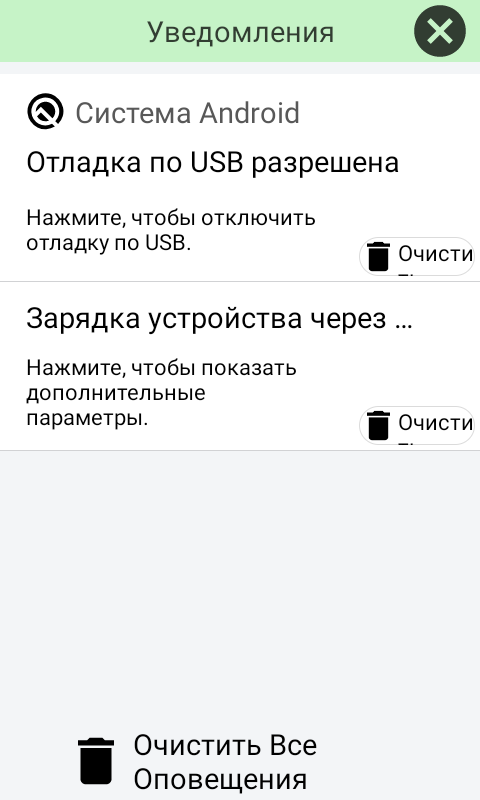 Уведомления
Система Android
Отладка по USB разрешена
Нажмите, чтобы отключить
отладку по USB.
Очисти
Зарядка устройства через ...
Нажмите, чтобы показать
дополнительные
параметры.
Очисти
Очистить Все
Оповещения